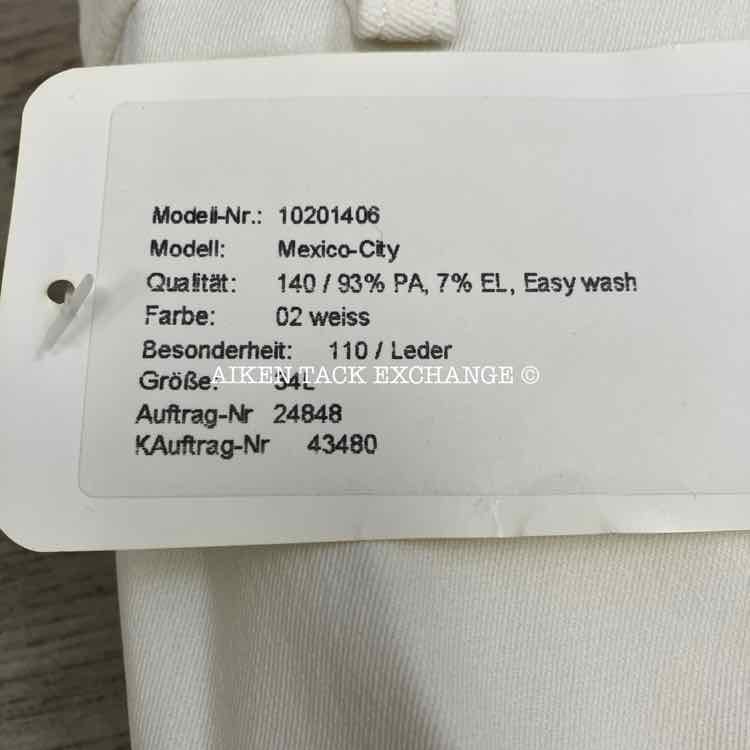 Modell-Nr.: 10201406
Modell: Mexico-City
Qualität: 140 / 93% PA, 7% EL, Easy wash
Farbe: 02 weiss
Besonderheit: 110 / Leder
Größe: 34L
AIKEN TACK EXCHANGE ©
Auftrag-Nr 24848
KAuftrag-Nr 43480